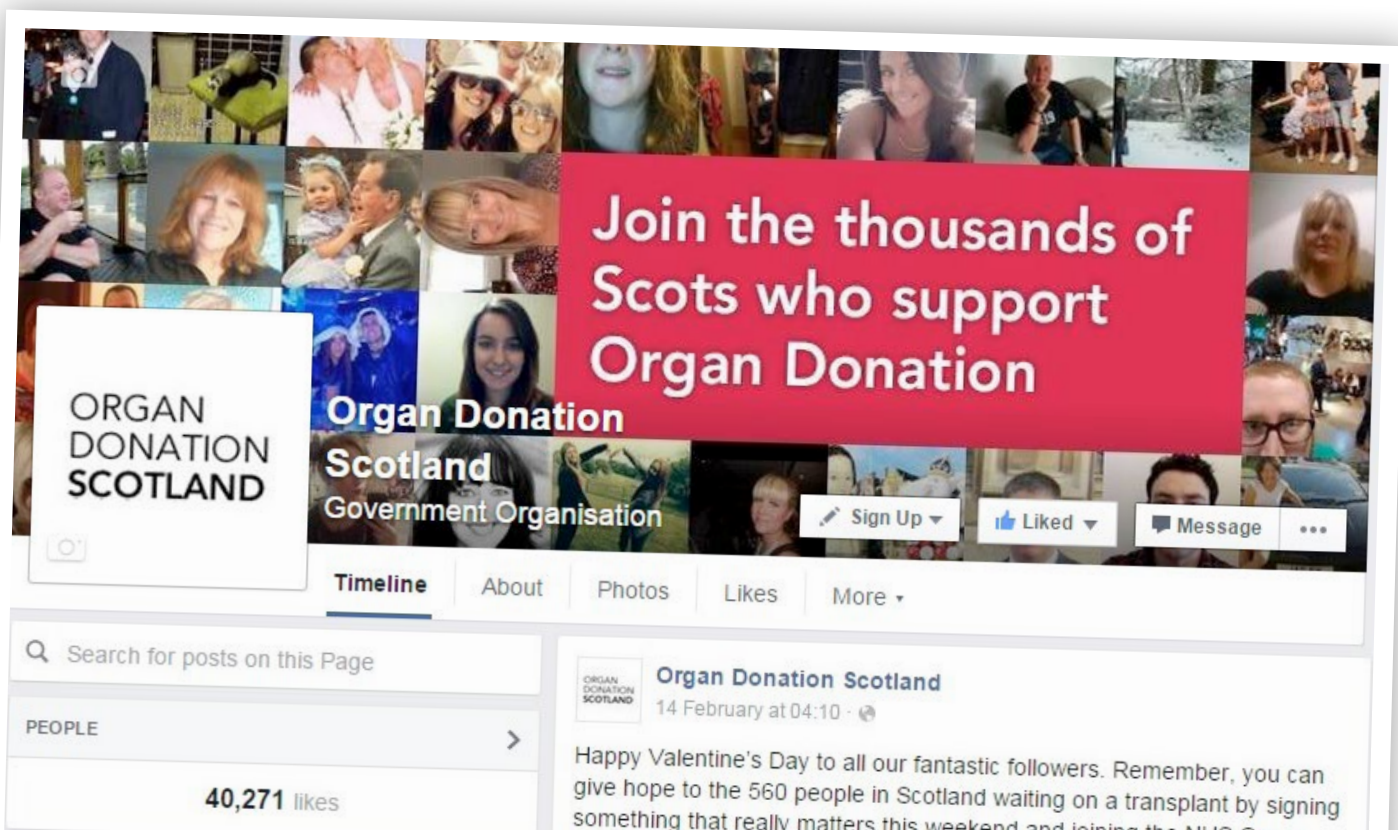 Join the thousands of
Scots who support
Organ Donation
ORGAN
DONATION
SCOTLAND
Organ Donation
Scotland
Government Organisation
Sign Up
Liked
Message
Timeline
About
Photos
Likes
More
Search for posts on this Page
PEOPLE
40,271 likes
ORGAN
DONATION
SCOTLAND
Organ Donation Scotland
14 February at 04:10
Happy Valentine's Day to all our fantastic followers. Remember, you can
give hope to the 560 people in Scotland waiting on a transplant by signing
something that really matters this weekend and joining the NHS